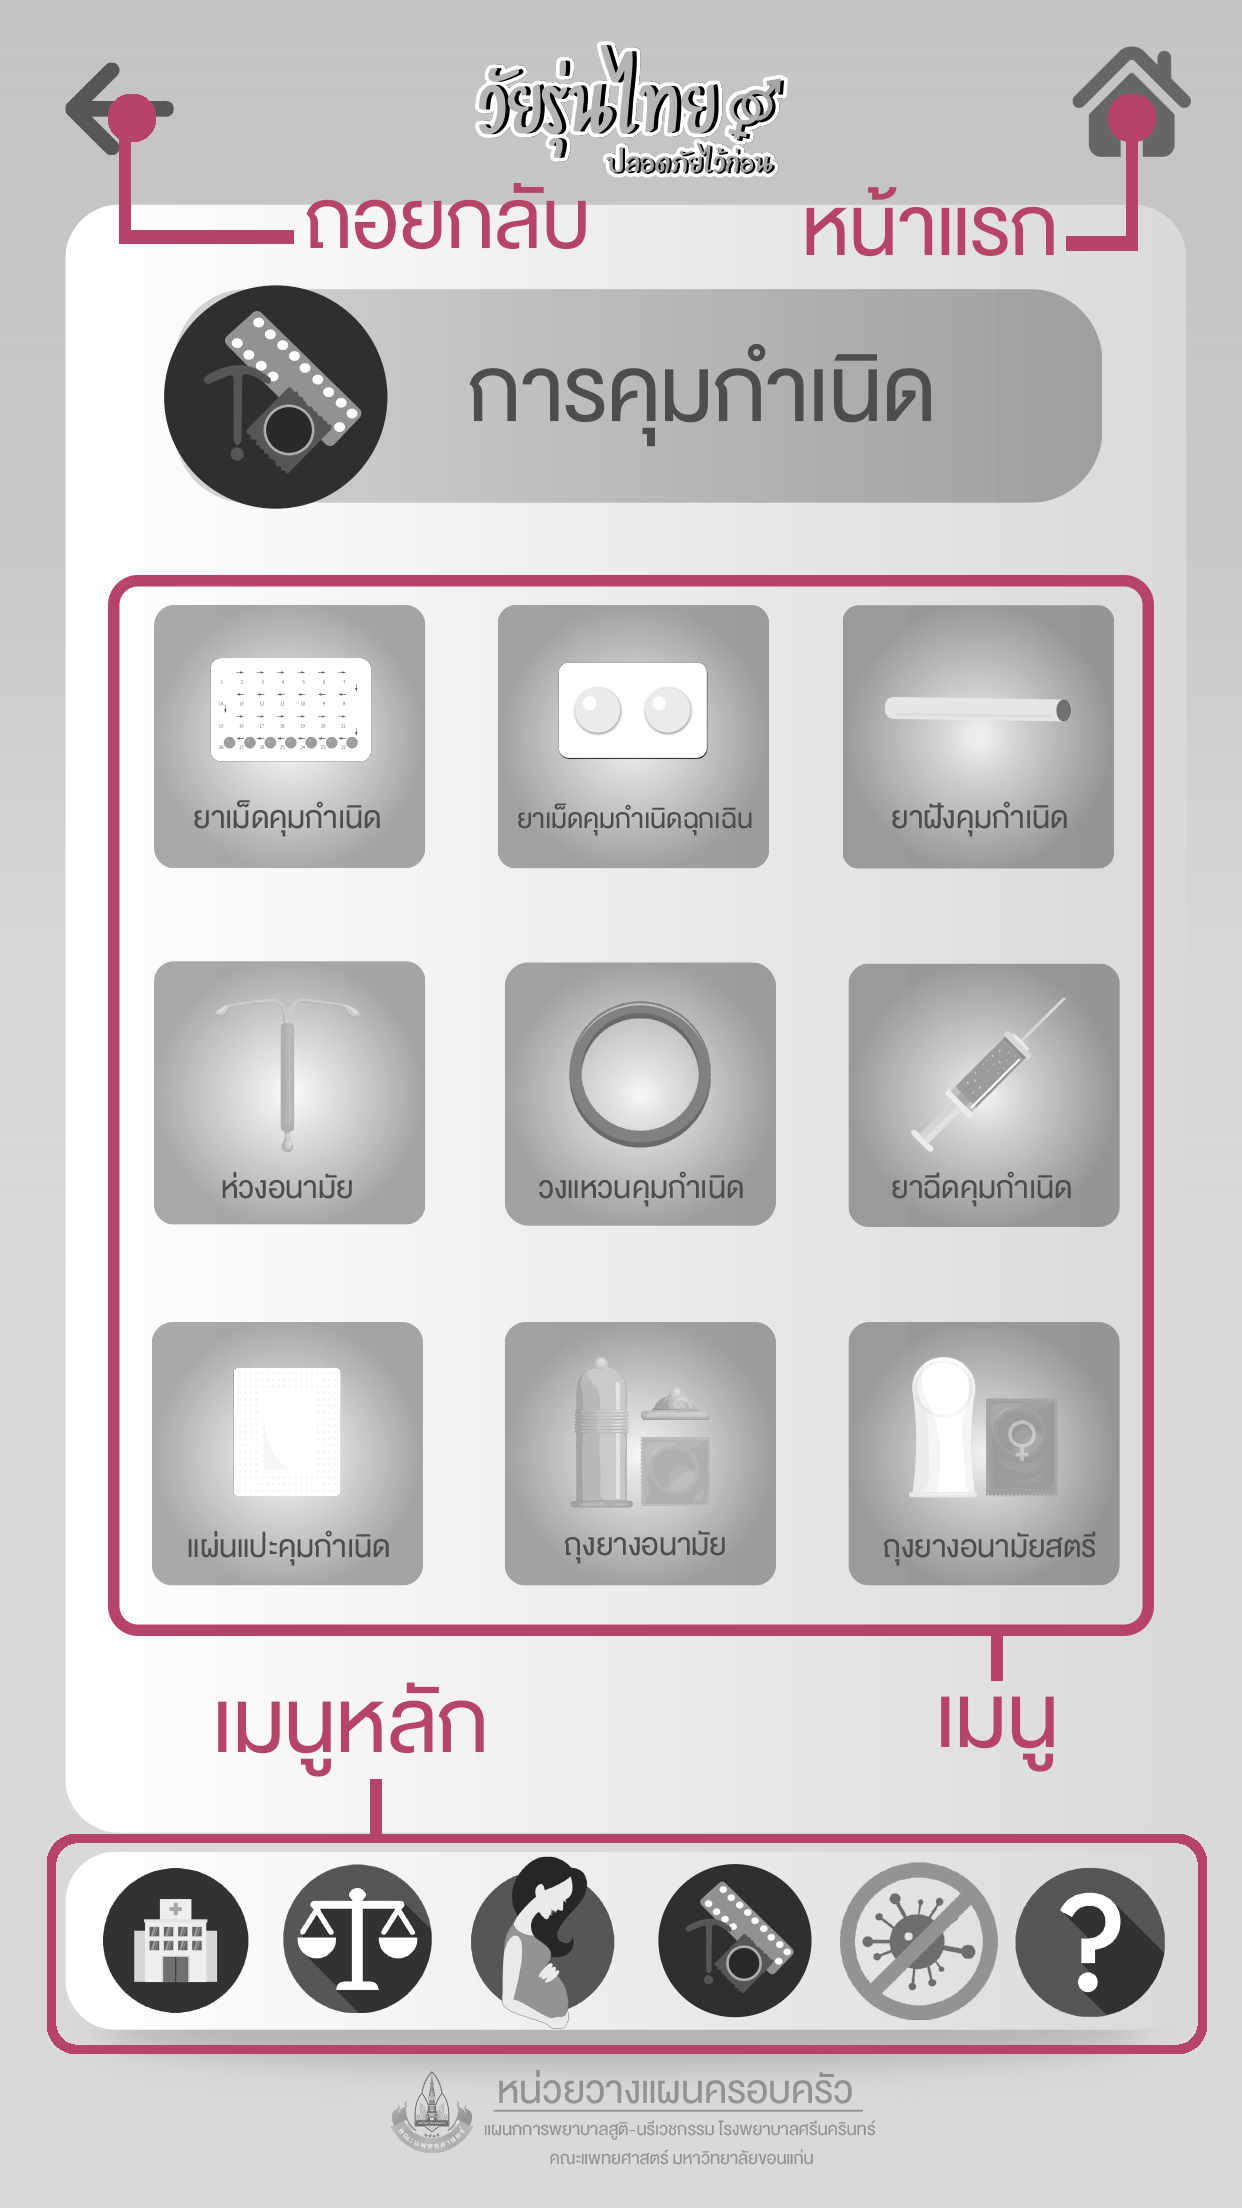 วัยรุ่นไทย
ปลอดภัยไว้ก่อน
ถอยกลับ
หน้าแรก
การคุมกำเนิด
ยาเม็ดคุมกำเนิด
ยาเม็ดคุมกำเนิดฉุกเฉิน
ยาฝังคุมกำเนิด
ห่วงอนามัย
วงแหวนคุมกำเนิด
ยาฉีดคุมกำเนิด
แผ่นแปะคุมกำเนิด
ถุงยางอนามัย
ถุงยางอนามัยสตรี
เมนูหลัก
เมนู
?
หน่วยวางแผนครอบครัว
แผนกการพยาบาลสูติ-นรีเวชกรรม โรงพยาบาลศรีนครินทร์
คณะแพทยศาสตร์ มหาวิทยาลัยขอนแก่น
คณะแพทยศาสตร์